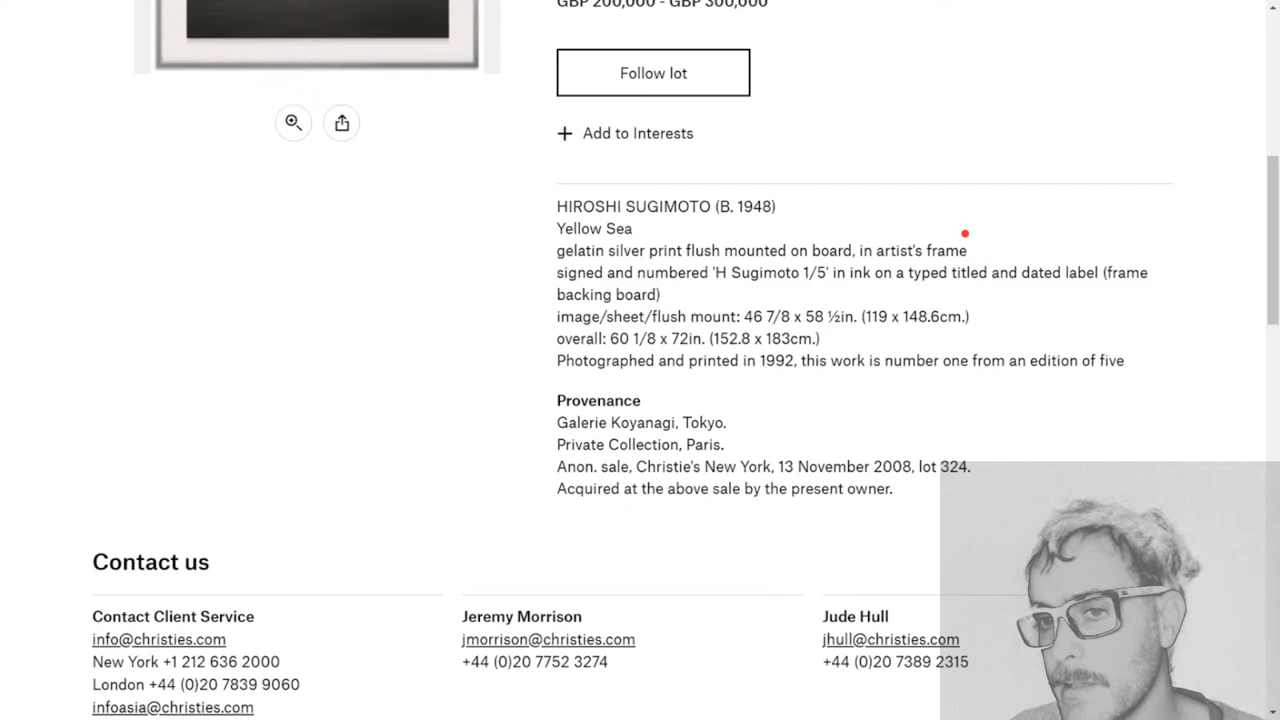 GBP 200,000 - GBP 300,000
Follow lot
Add to Interests
HIROSHI SUGIMOTO (B. 1948)
Yellow Sea
gelatin silver print flush mounted on board, in artist's frame
signed and numbered 'H Sugimoto 1/5' in ink on a typed titled and dated label (frame
backing board)
image/sheet/flush mount: 46 7/8 x 58 ½in. (119 x 148.6cm.)
overall: 60 1/8 x 72in. (152.8 x 183cm.)
Photographed and printed in 1992, this work is number one from an edition of five
Provenance
Galerie Koyanagi, Tokyo.
Private Collection, Paris.
Anon. sale, Christie's New York, 13 November 2008, lot 324.
Acquired at the above sale by the present owner.
Contact us
Contact Client Service
info@christies.com
New York +1 212 636 2000
London +44 (0)20 7839 9060
infoasia@christies.com
Jeremy Morrison
jmorrison@christies.com
+44 (0)20 7752 3274
Jude Hull
jhull@christies.com
+44 (0)20 7389 2315